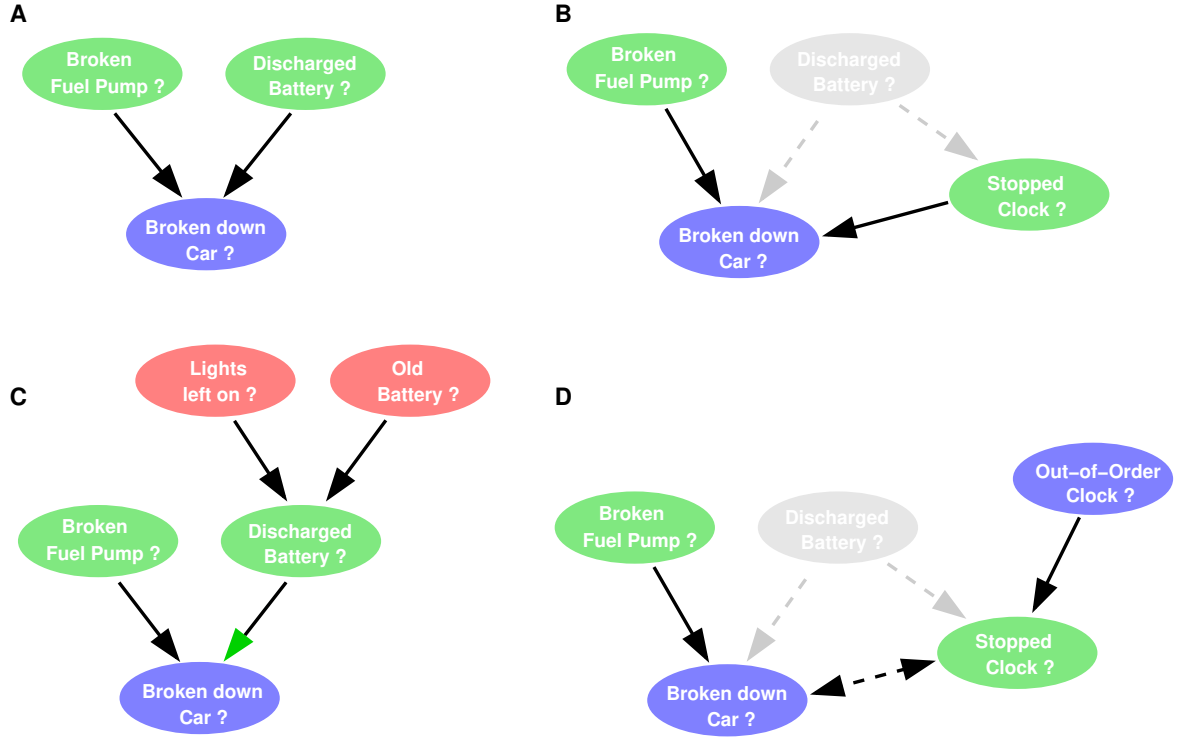 A
Broken
Fuel Pump ?
Discharged
Battery ?
Broken down
Car ?
B
Broken
Fuel Pump ?
Discharged
Battery ?
Stopped
Clock ?
Broken down
Car ?
C
Lights
left on ?
Old
Battery ?
Broken
Fuel Pump ?
Discharged
Battery ?
Broken down
Car ?
D
Out−of−Order
Clock ?
Broken
Fuel Pump ?
Discharged
Battery ?
Stopped
Clock ?
Broken down
Car ?